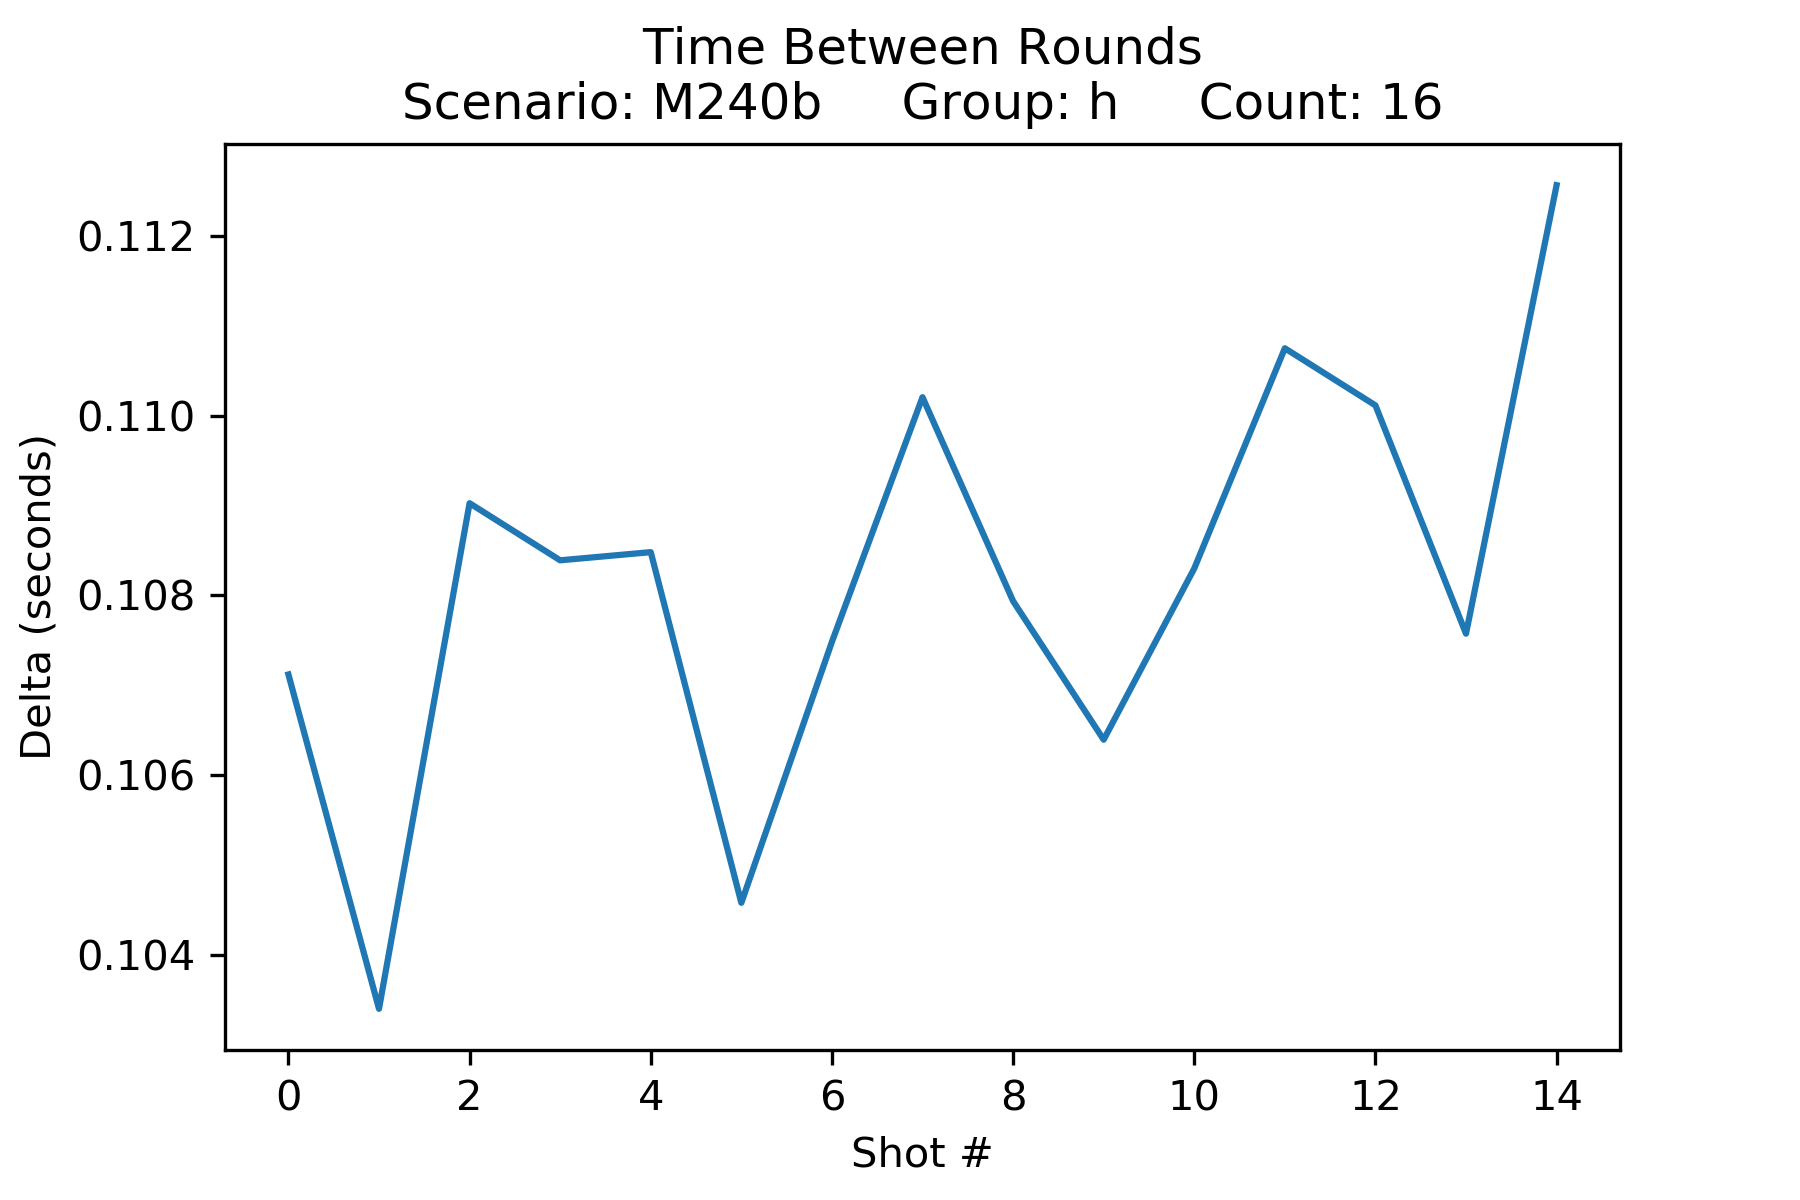 Time Between Rounds
Scenario: M240b Group: h Count: 16
0.112
0.110
0.108
0.106
0.104
Delta (seconds)
0 2 4 6 8 10 12 14
Shot #